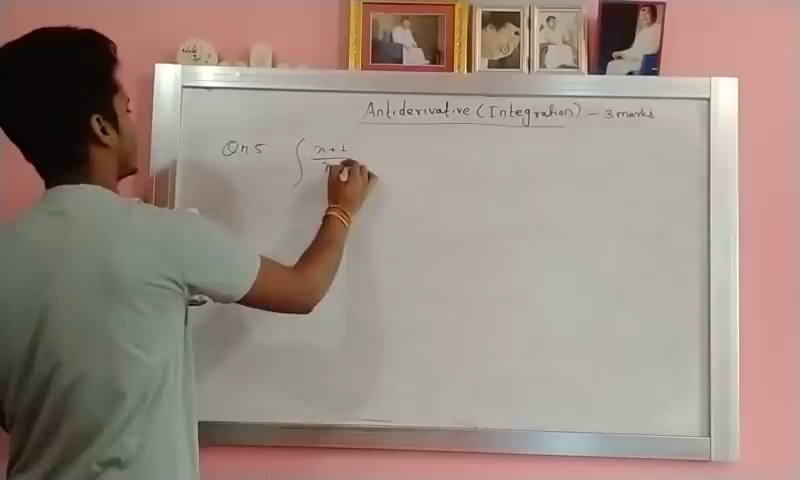 Antiderivative (Integration) – 3 marks
Qn 5 ∫ x+1